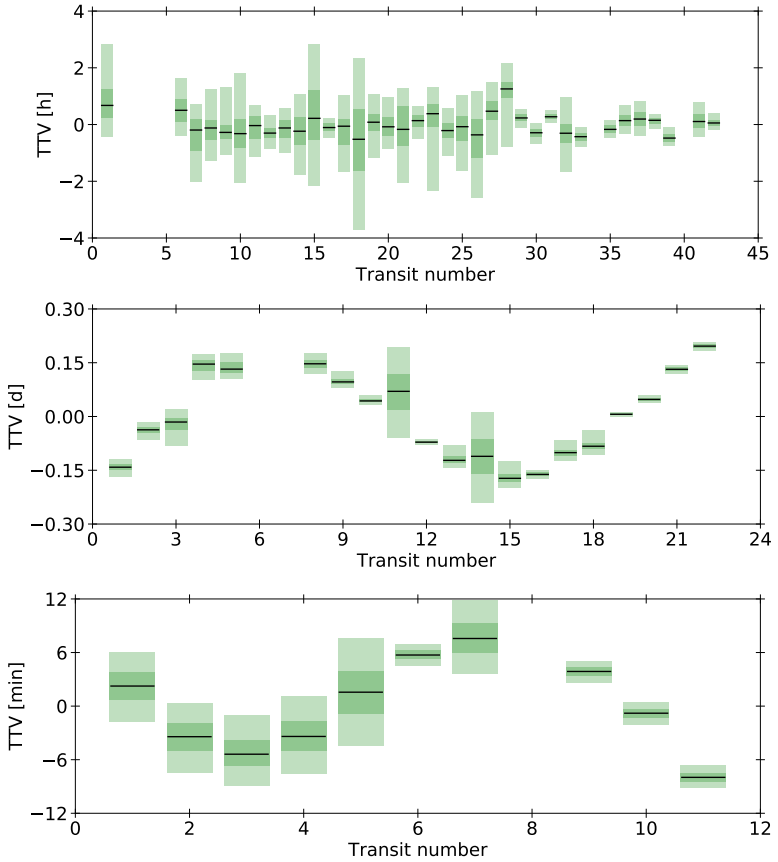 4
2
0
−2
−4
TTV [h]
0 5 10 15 20 25 30 35 40 45
Transit number
0.30
0.15
0.00
−0.15
−0.30
TTV [d]
0 3 6 9 12 15 18 21 24
Transit number
12
6
0
−6
−12
TTV [min]
0 2 4 6 8 10 12
Transit number